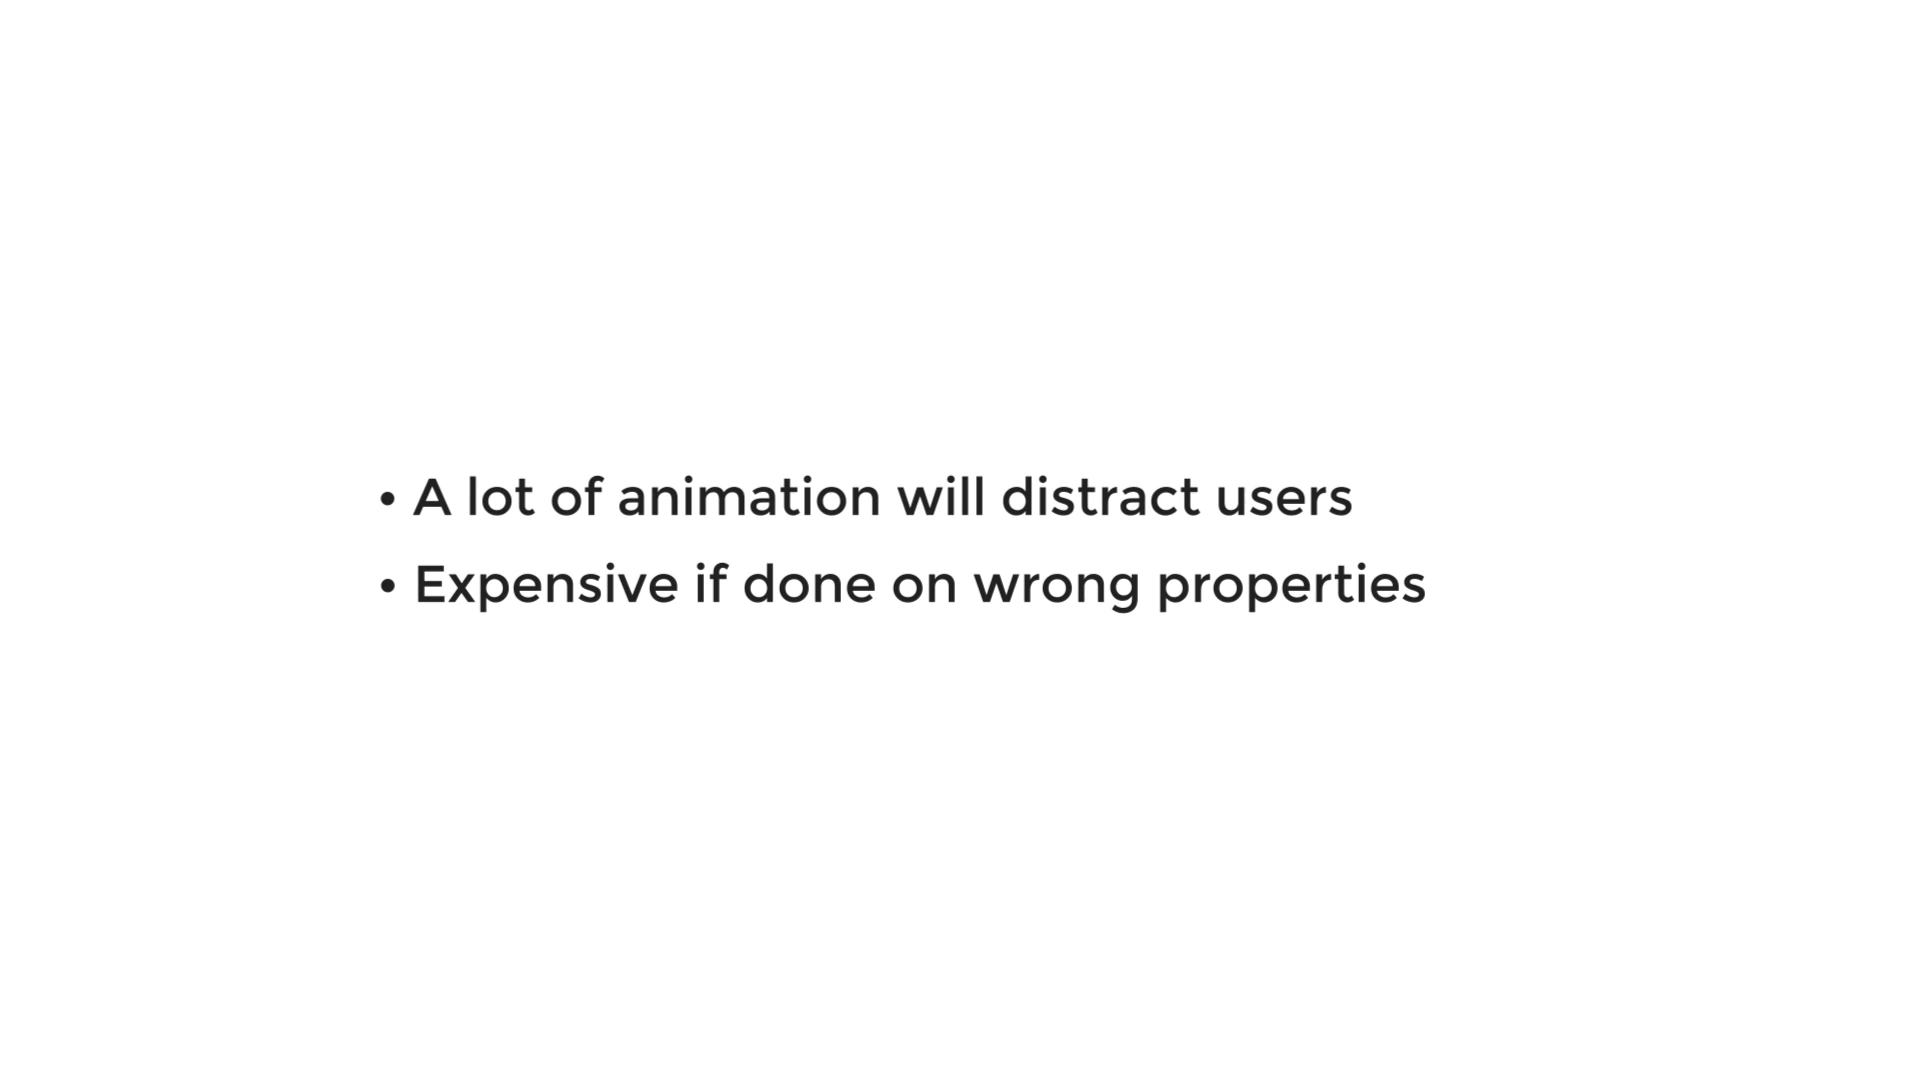 • A lot of animation will distract users
• Expensive if done on wrong properties